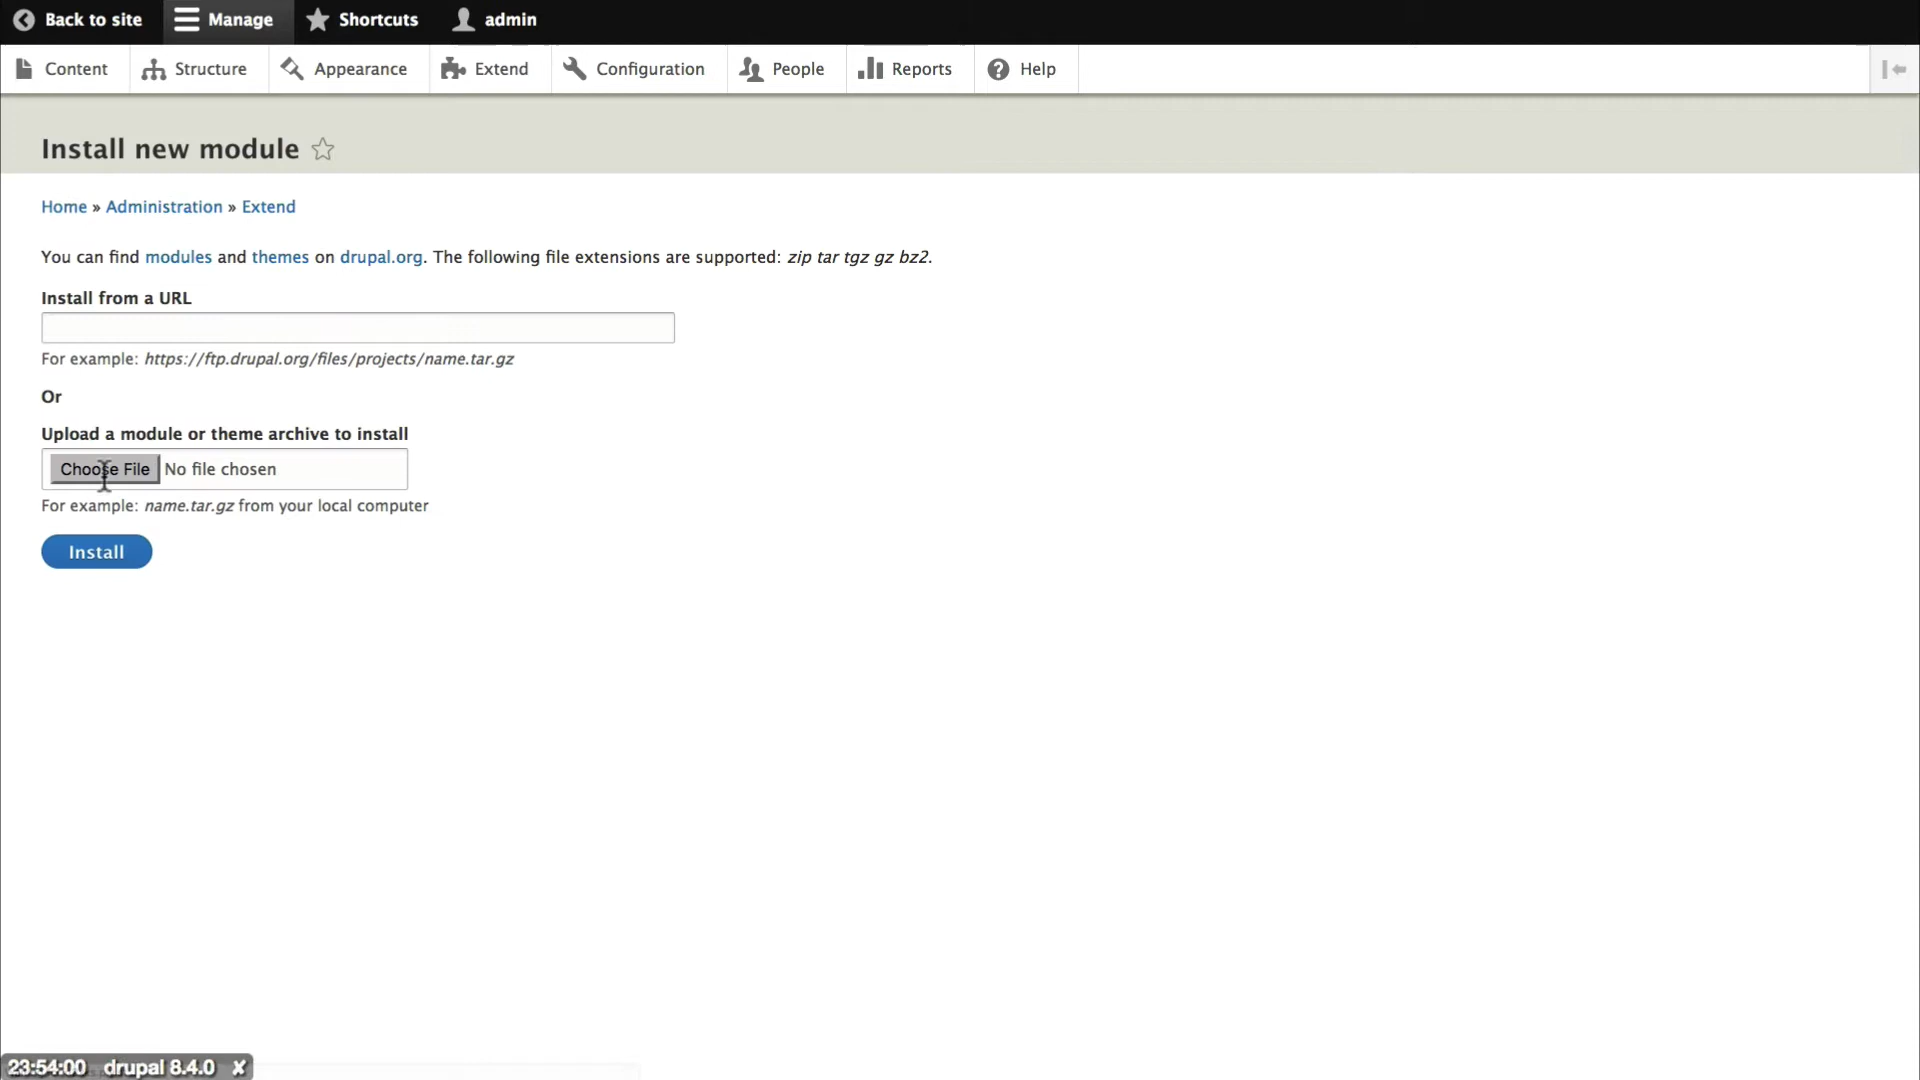 Back to site Manage Shortcuts admin
Content Structure Appearance Extend Configuration People Reports Help
Install new module
Home » Administration » Extend
You can find modules and themes on drupal.org. The following file extensions are supported: zip tar tgz gz bz2.
Install from a URL
For example: https://ftp.drupal.org/files/projects/name.tar.gz
Or
Upload a module or theme archive to install
Choose File No file chosen
For example: name.tar.gz from your local computer
Install
23:54:00 drupal 8.4.0 ✘